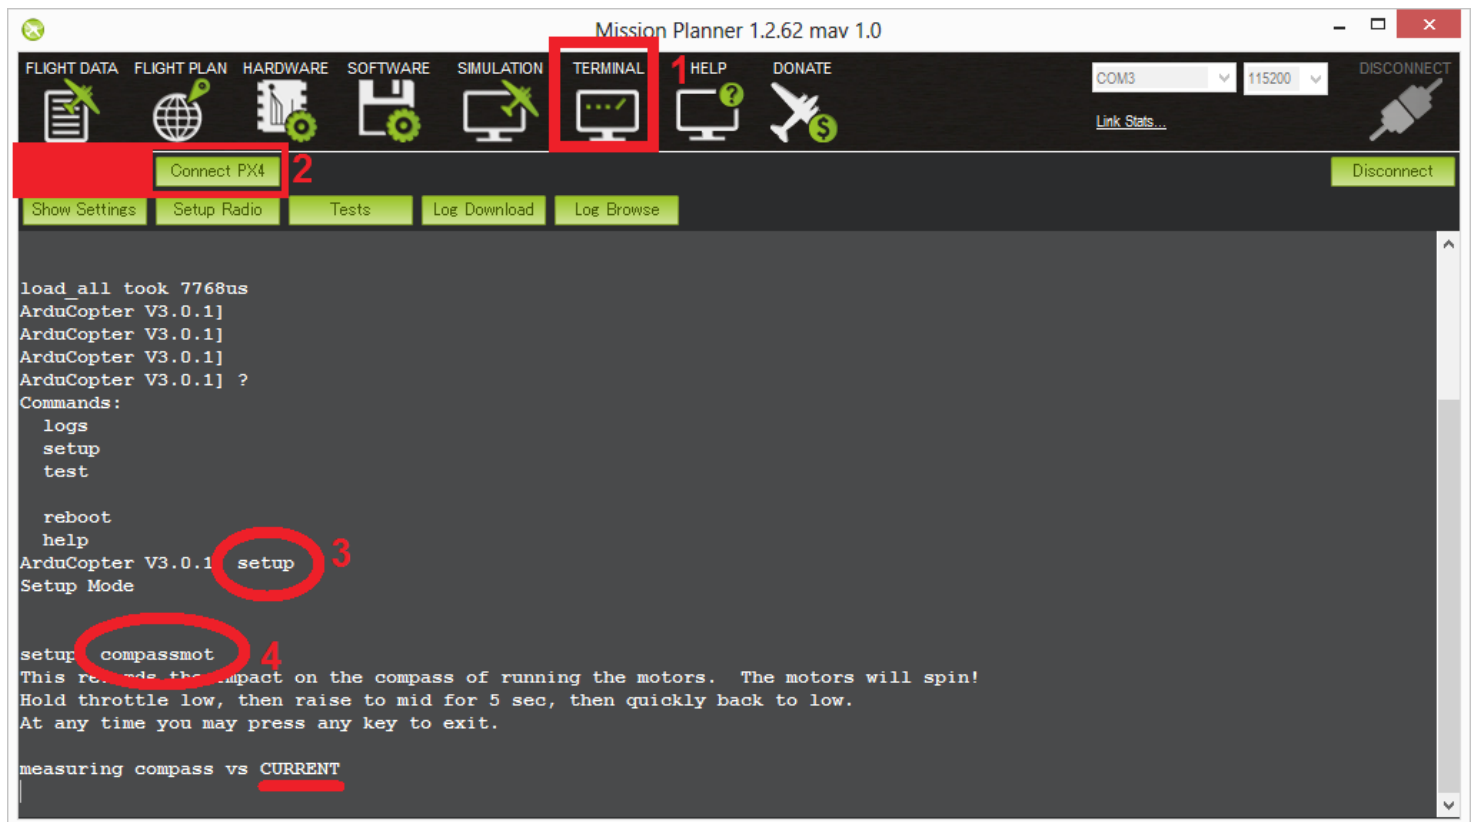 Mission Planner 1.2.62 mav 1.0
FLIGHT DATA FLIGHT PLAN HARDWARE SOFTWARE SIMULATION TERMINAL 1 HELP DONATE COM3 115200 DISCONNECT
Link Stats...
Connect PX4 2 Disconnect
Show Settings Setup Radio Tests Log Download Log Browse
load_all took 7768us
ArduCopter V3.0.1]
ArduCopter V3.0.1]
ArduCopter V3.0.1]
ArduCopter V3.0.1] ?
Commands:
logs
setup
test
reboot
help
ArduCopter V3.0.1 setup 3
Setup Mode
setup compassmot 4
This records the impact on the compass of running the motors. The motors will spin!
Hold throttle low, then raise to mid for 5 sec, then quickly back to low.
At any time you may press any key to exit.
measuring compass vs CURRENT